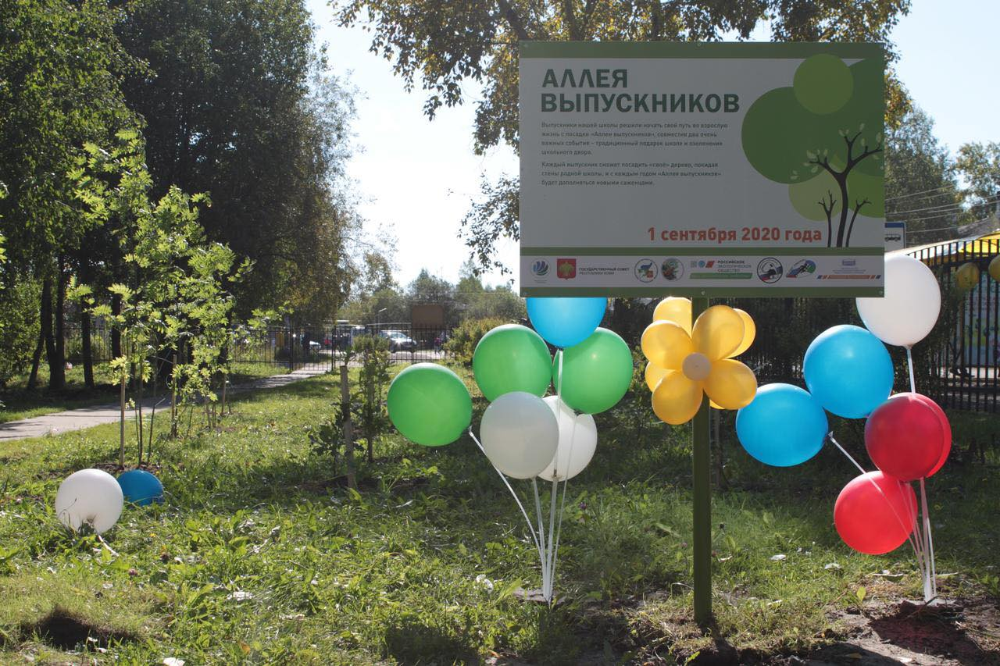 АЛЛЕЯ
ВЫПУСКНИКОВ
Выпускники нашей школы решили начать свой путь во взрослую
жизнь с посадки «Аллеи выпускников», совместив два очень
важных события – традиционный подарок школе и озеленение
школьного двора.
Каждый выпускник сможет посадить «своё» дерево, покидая
стены родной школы, и с каждым годом «Аллея выпускников»
будет дополняться новыми саженцами.
1 сентября 2020 года
ГОСУДАРСТВЕННЫЙ СОВЕТ
РЕСПУБЛИКИ КОМИ
РОССИЙСКОЕ
ЭКОЛОГИЧЕСКОЕ
ОБЩЕСТВО